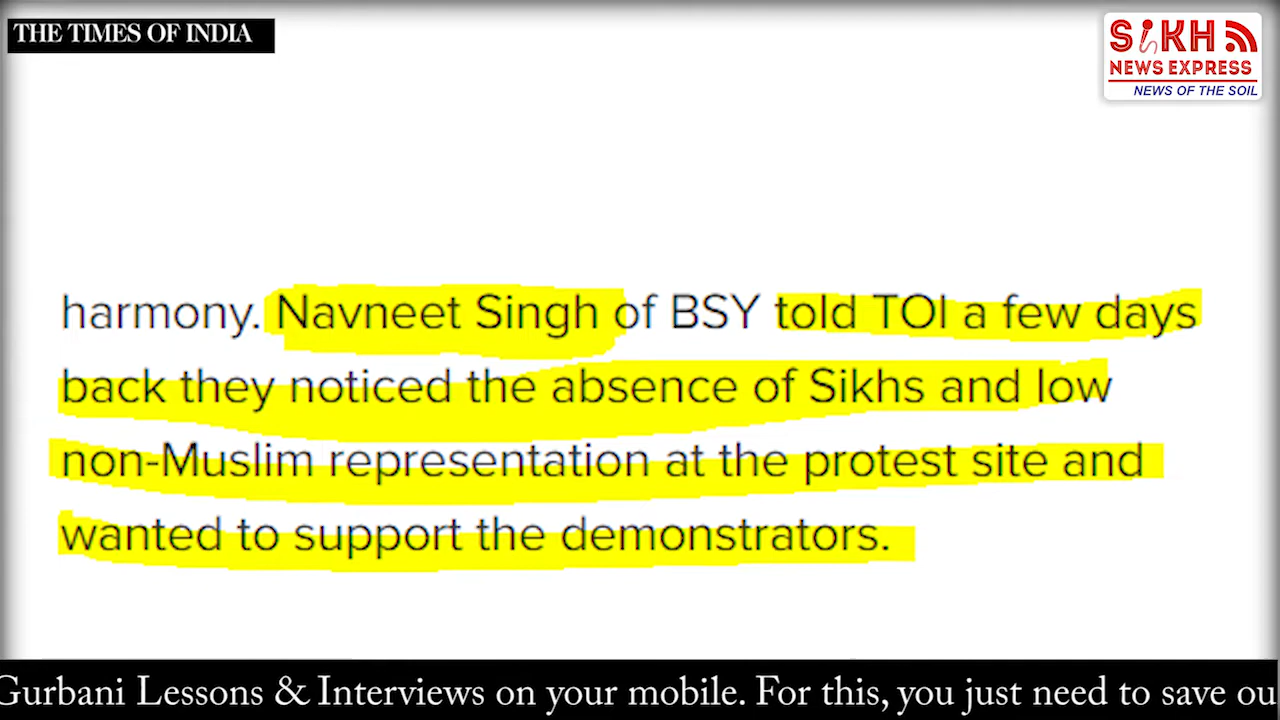 THE TIMES OF INDIA
SiKH
NEWS EXPRESS
NEWS OF THE SOIL
harmony. Navneet Singh of BSY told TOI a few days
back they noticed the absence of Sikhs and low
non-Muslim representation at the protest site and
wanted to support the demonstrators.
Gurbani Lessons & Interviews on your mobile. For this, you just need to save ou